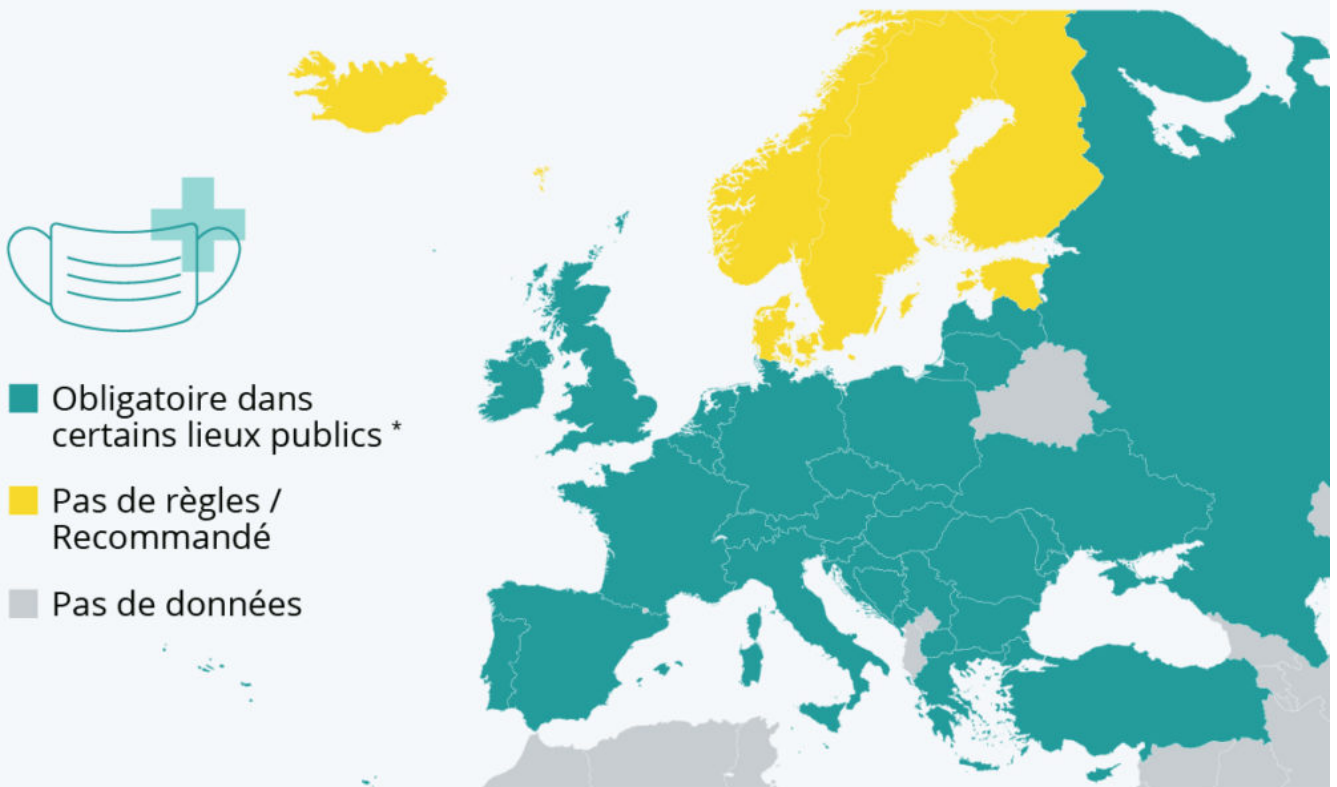 Obligatoire dans
certains lieux publics *
Pas de règles /
Recommandé
Pas de données